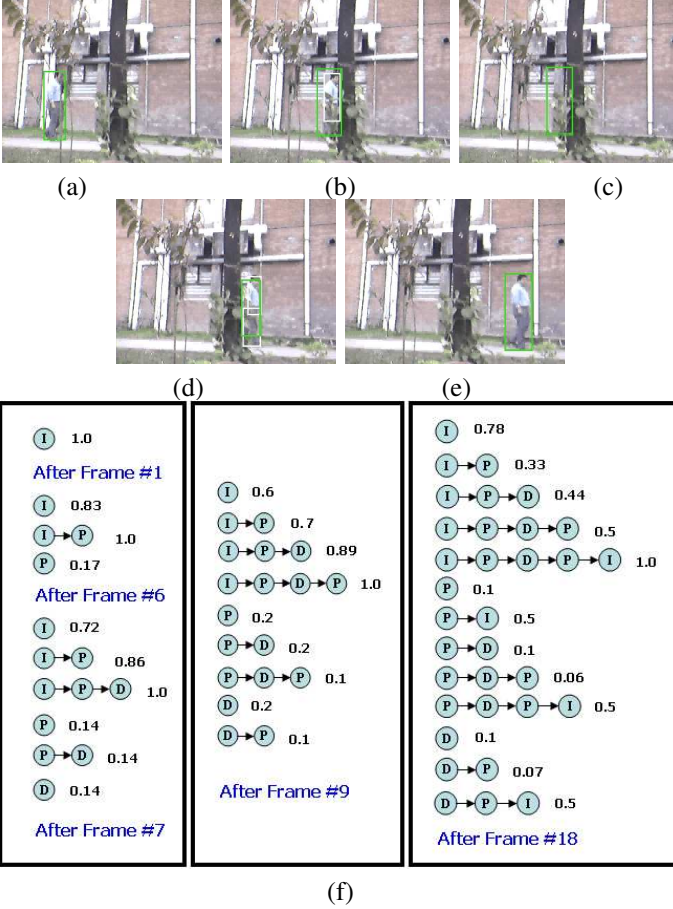 (a) (b) (c)
(d) (e)
I 1.0
After Frame #1
I 0.83
I P 1.0
P 0.17
After Frame #6
I 0.72
I P 0.86
I P D 1.0
P 0.14
P D 0.14
D 0.14
After Frame #7
I 0.6
I P 0.7
I P D 0.89
I P D P 1.0
P 0.2
P D 0.2
P D P 0.1
D 0.2
D P 0.1
After Frame #9
I 0.78
I P 0.33
I P D 0.44
I P D P 0.5
I P D P I 1.0
P 0.1
P I 0.5
P D 0.1
P D P 0.06
P D P I 0.5
D 0.1
D P 0.07
D P I 0.5
After Frame #18
(f)